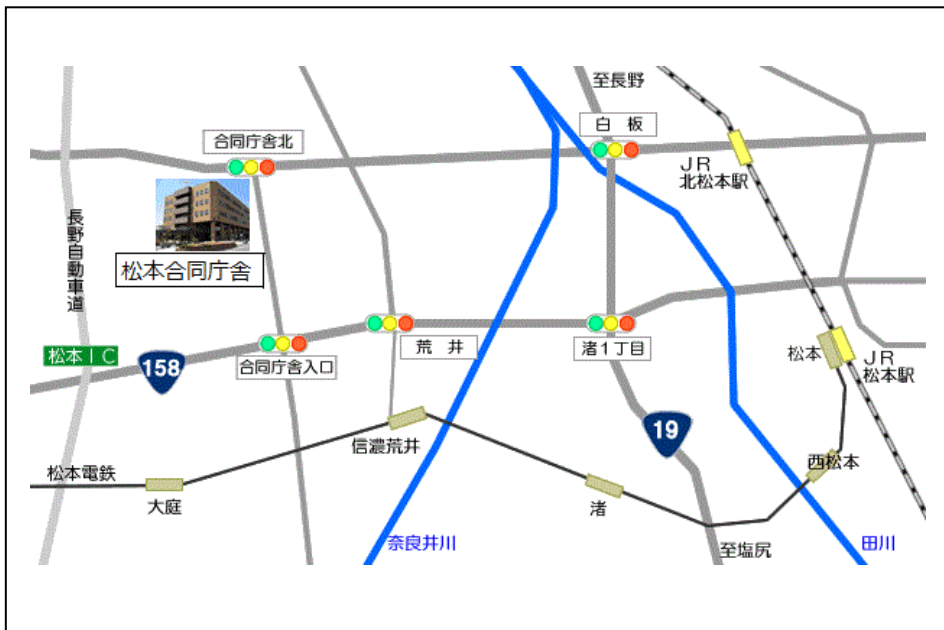 至長野
白 板
合同庁舎北
JR
北松本駅
長野自動車道
松本合同庁舎
松本IC
158
合同庁舎入口
荒 井
渚1丁目
松本
JR
松本駅
19
信濃荒井
松本電鉄
大庭
渚
西松本
奈良井川
至塩尻
田川